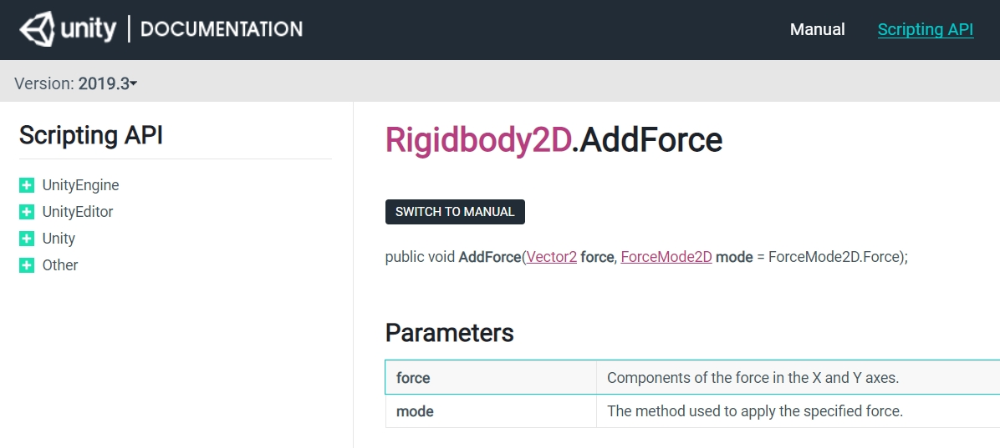 unity | DOCUMENTATION
Manual
Scripting API
Version: 2019.3
Scripting API
UnityEngine
UnityEditor
Unity
Other
Rigidbody2D.AddForce
SWITCH TO MANUAL
public void AddForce(Vector2 force, ForceMode2D mode = ForceMode2D.Force);
Parameters
force Components of the force in the X and Y axes.
mode The method used to apply the specified force.